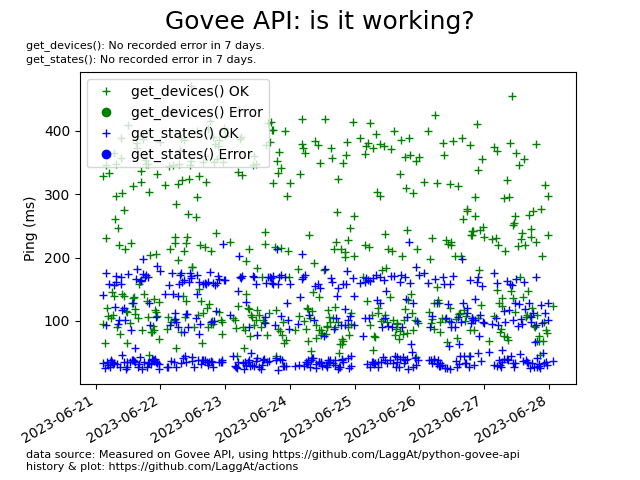 Govee API: is it working?
get_devices(): No recorded error in 7 days.
get_states(): No recorded error in 7 days.
get_devices() OK
get_devices() Error
get_states() OK
get_states() Error
Ping (ms)
400
300
200
100
2023-06-21
2023-06-22
2023-06-23
2023-06-24
2023-06-25
2023-06-26
2023-06-27
2023-06-28
data source: Measured on Govee API, using https://github.com/LaggAt/python-govee-api
history & plot: https://github.com/LaggAt/actions